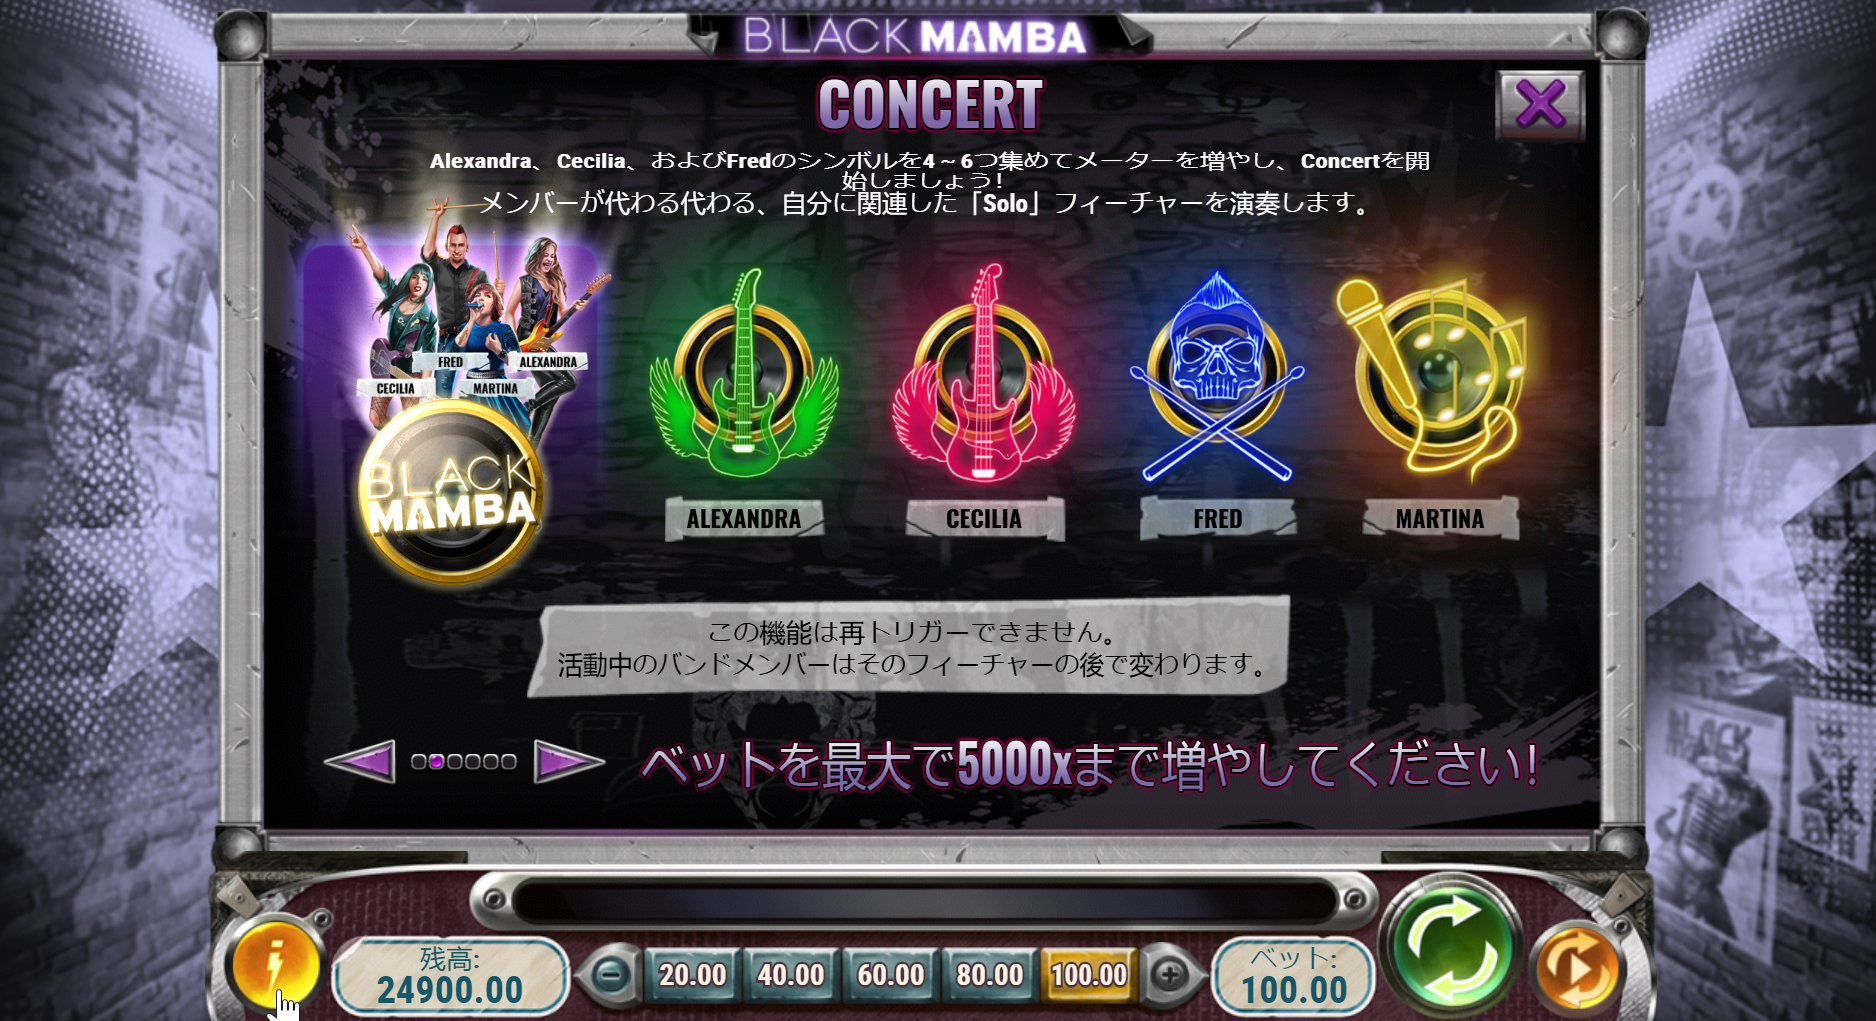 BLACK MAMBA
CONCERT
Alexandra、Cecilia、およびFredのシンボルを4～6つ集めてメーターを増やし、Concertを開
始しましょう!
メンバーが代わる代わる、自分に関連した「Solo」フィーチャーを演奏します。
FRED
ALEXANDRA
CECILIA
MARTINA
BLACK
MAMBA
ALEXANDRA
CECILIA
FRED
MARTINA
この機能は再トリガーできません。
活動中のバンドメンバーはそのフィーチャーの後で変わります。
ベットを最大で5000xまで増やしてください!
残高:
24900.00
20.00
40.00
60.00
80.00
100.00
ベット:
100.00